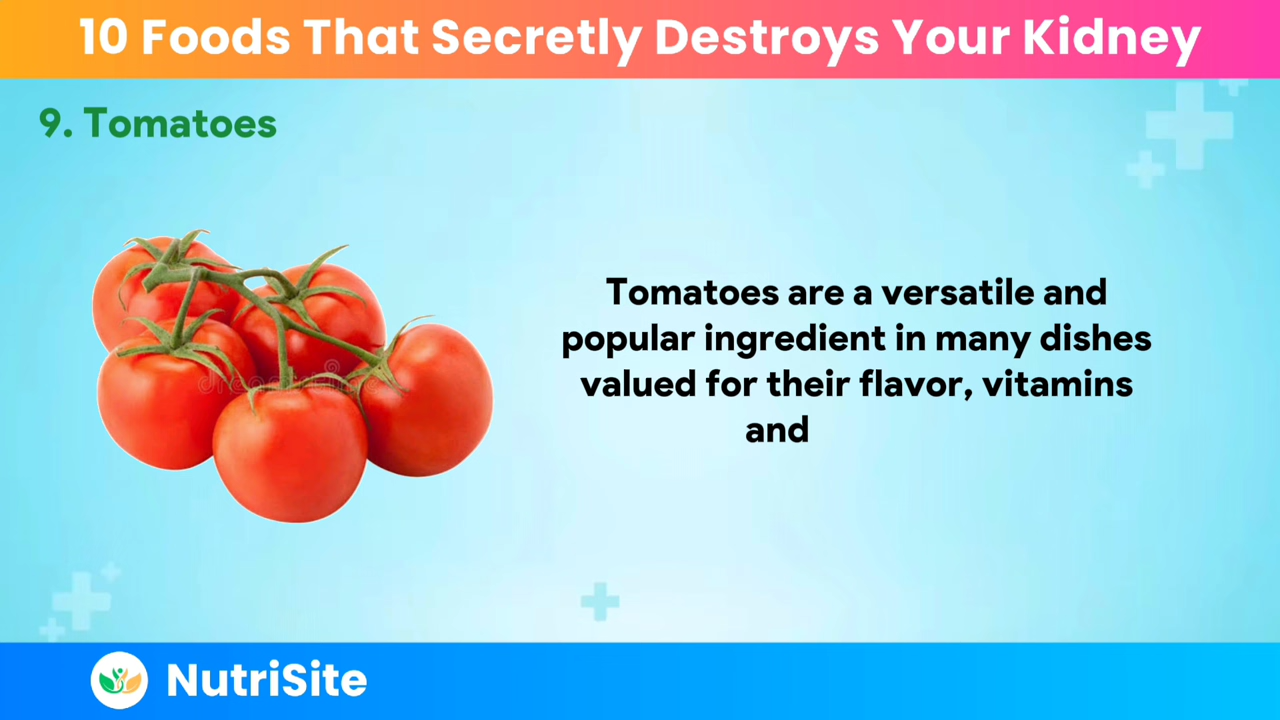 10 Foods That Secretly Destroys Your Kidney
9. Tomatoes
Tomatoes are a versatile and
popular ingredient in many dishes
valued for their flavor, vitamins
and
NutriSite